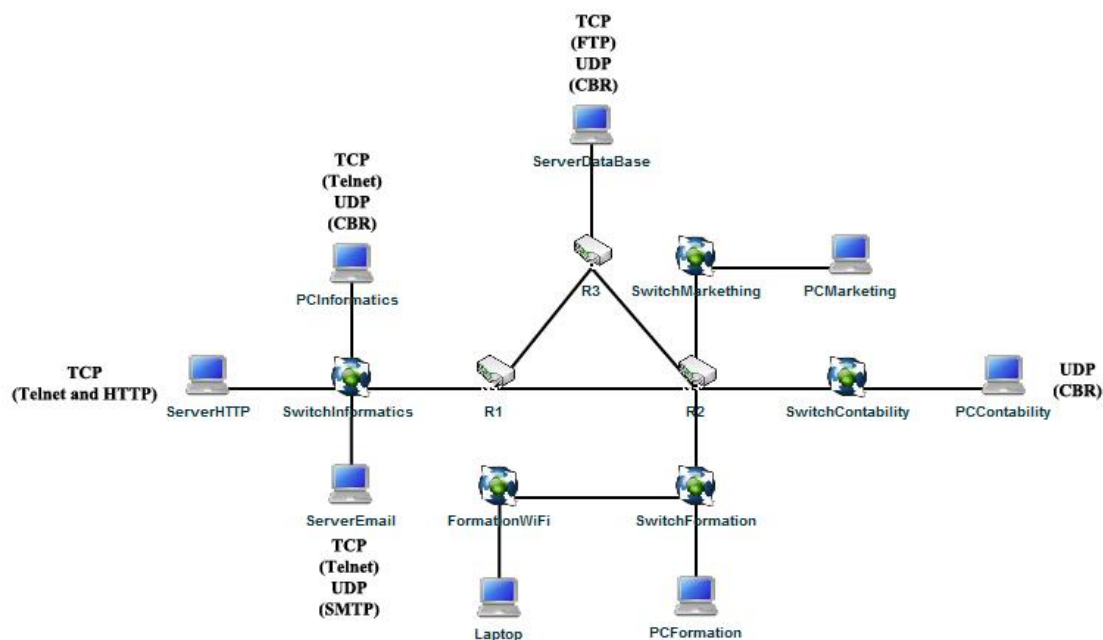 TCP
(FTP)
UDP
(CBR)
ServerDataBase
TCP
(Telnet)
UDP
(CBR)
PCInformatics
R3
SwitchMarkething
PCMarketing
TCP
(Telnet and HTTP)
ServerHTTP
SwitchInformatics
R1
R2
SwitchContability
PCContability
UDP
(CBR)
ServerEmail
TCP
(Telnet)
UDP
(SMTP)
FormationWiFi
SwitchFormation
Laptop
PCFormation